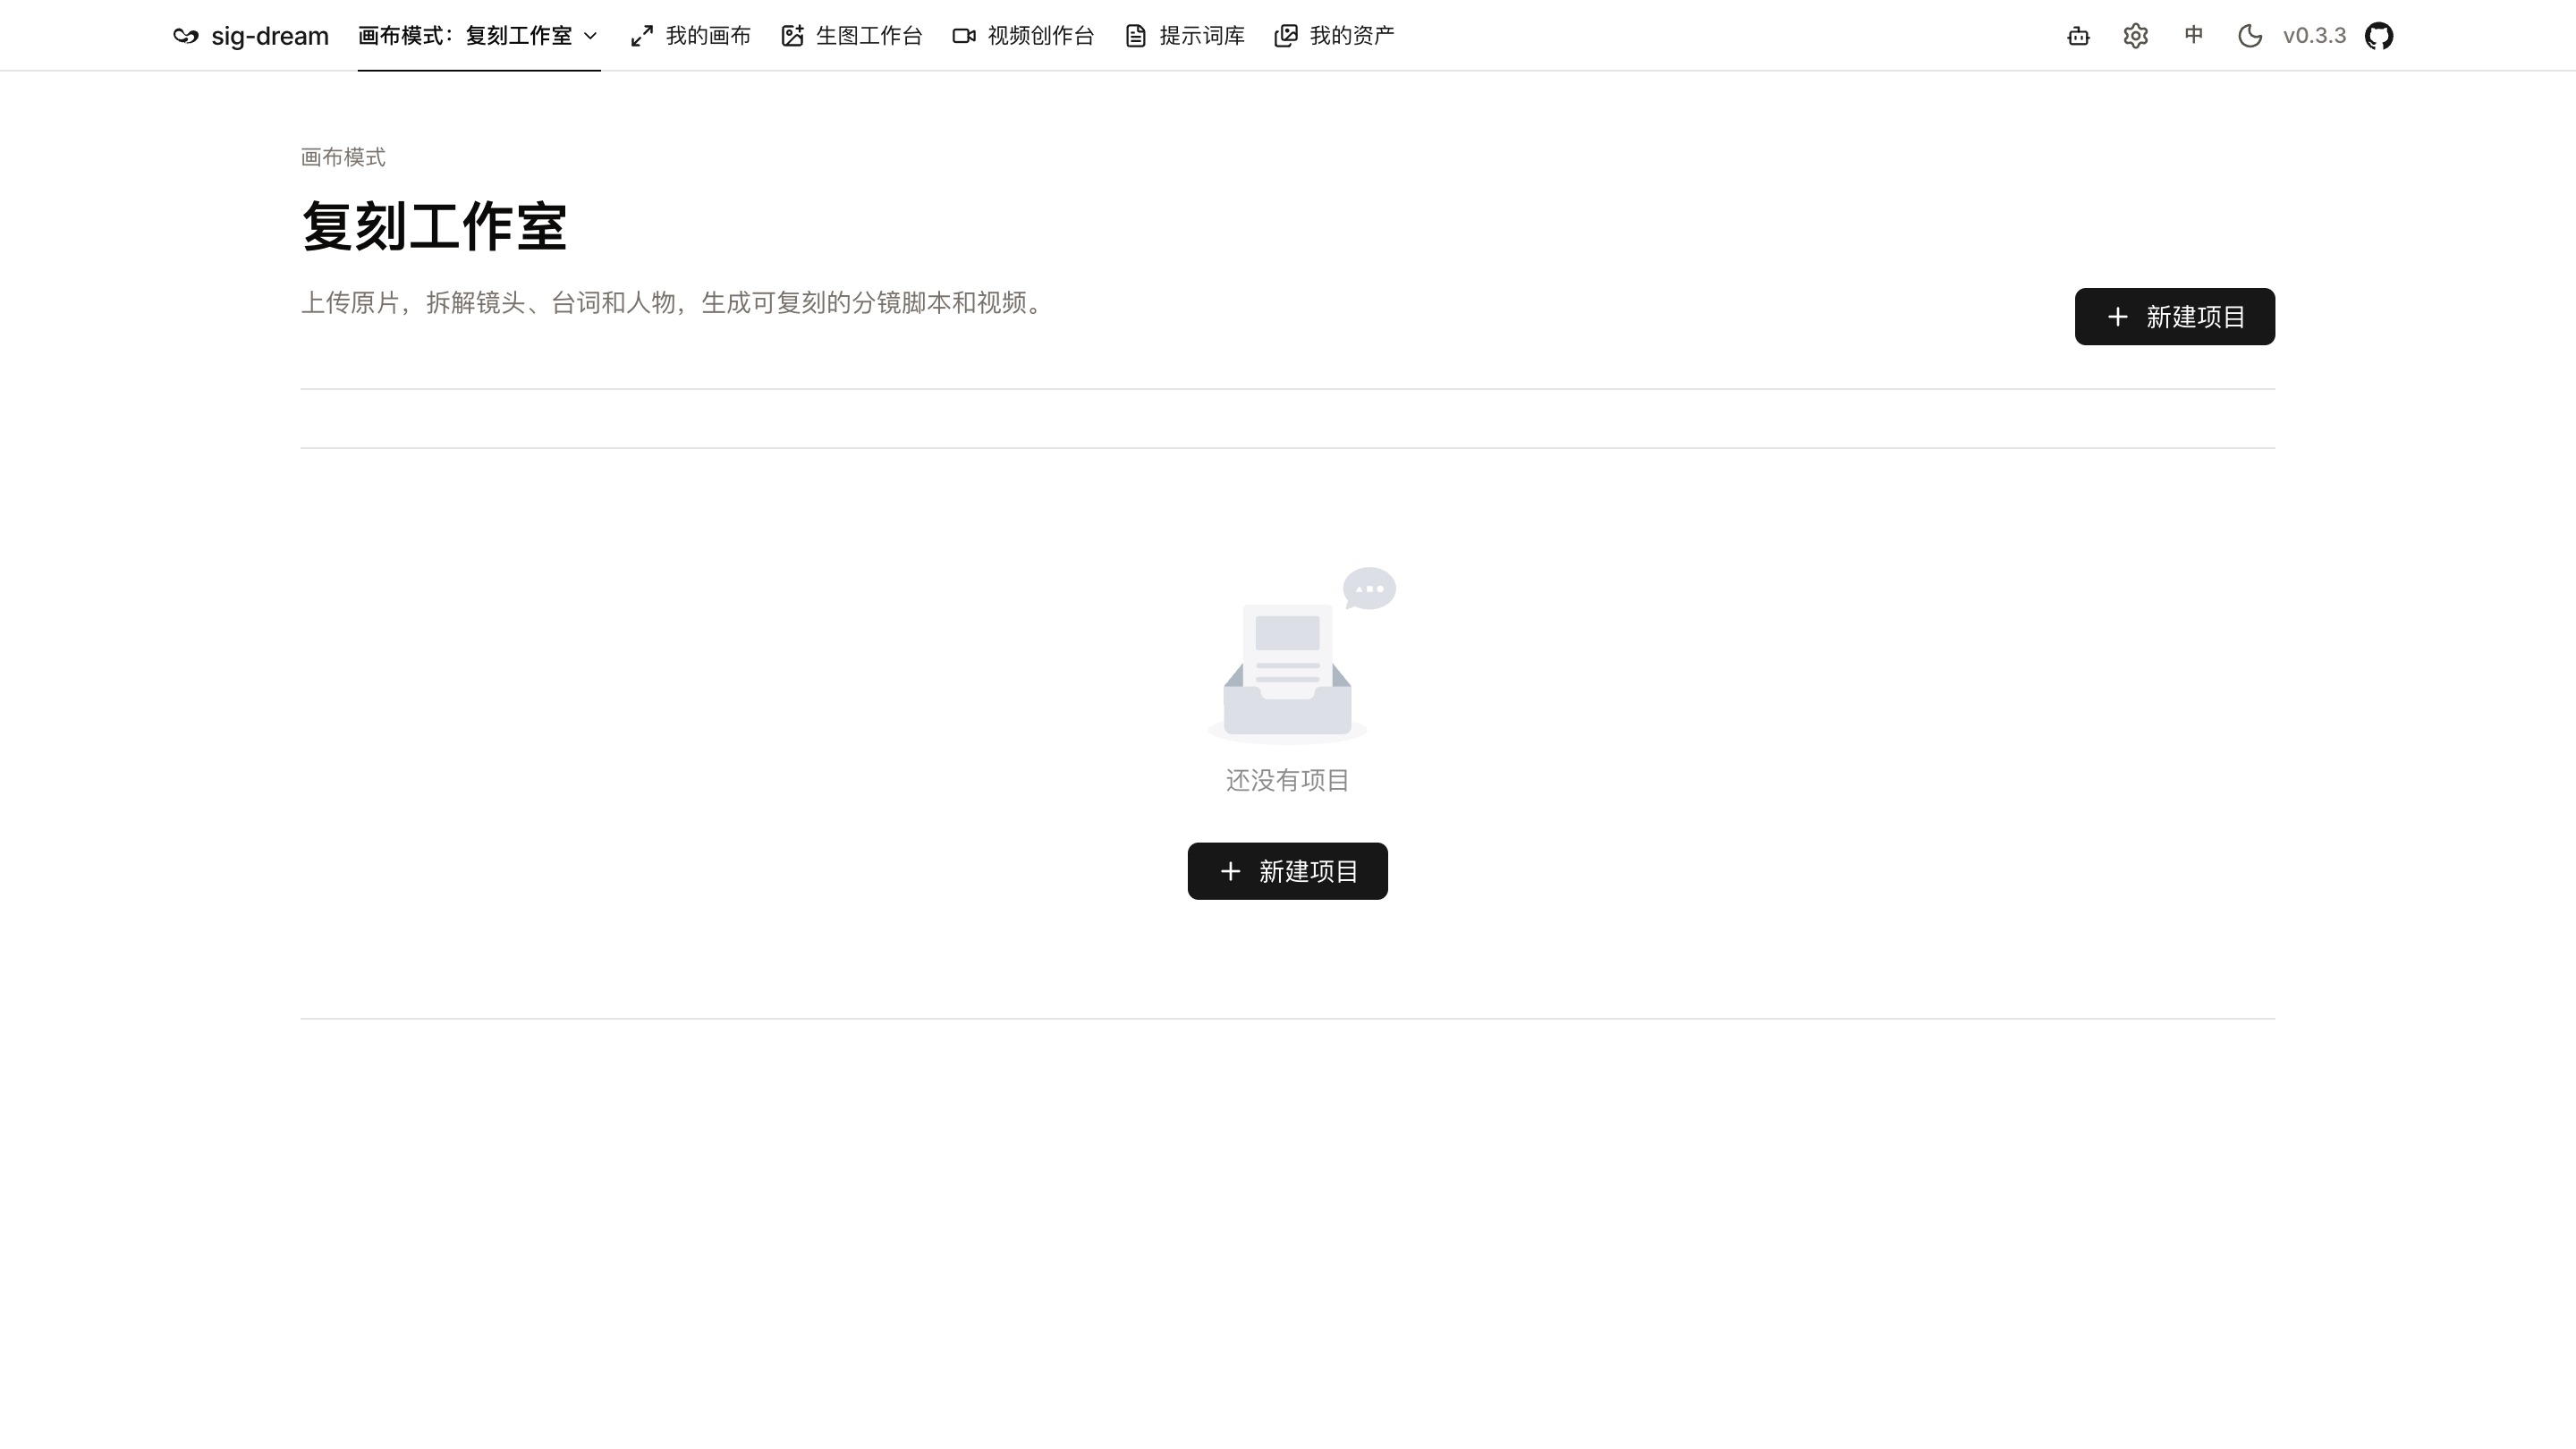 sig-dream 画布模式：复刻工作室 我的画布 生图工作台 视频创作台 提示词库 我的资产 中 v0.3.3
画布模式
复刻工作室
上传原片，拆解镜头、台词和人物，生成可复刻的分镜脚本和视频。
新建项目
还没有项目
新建项目